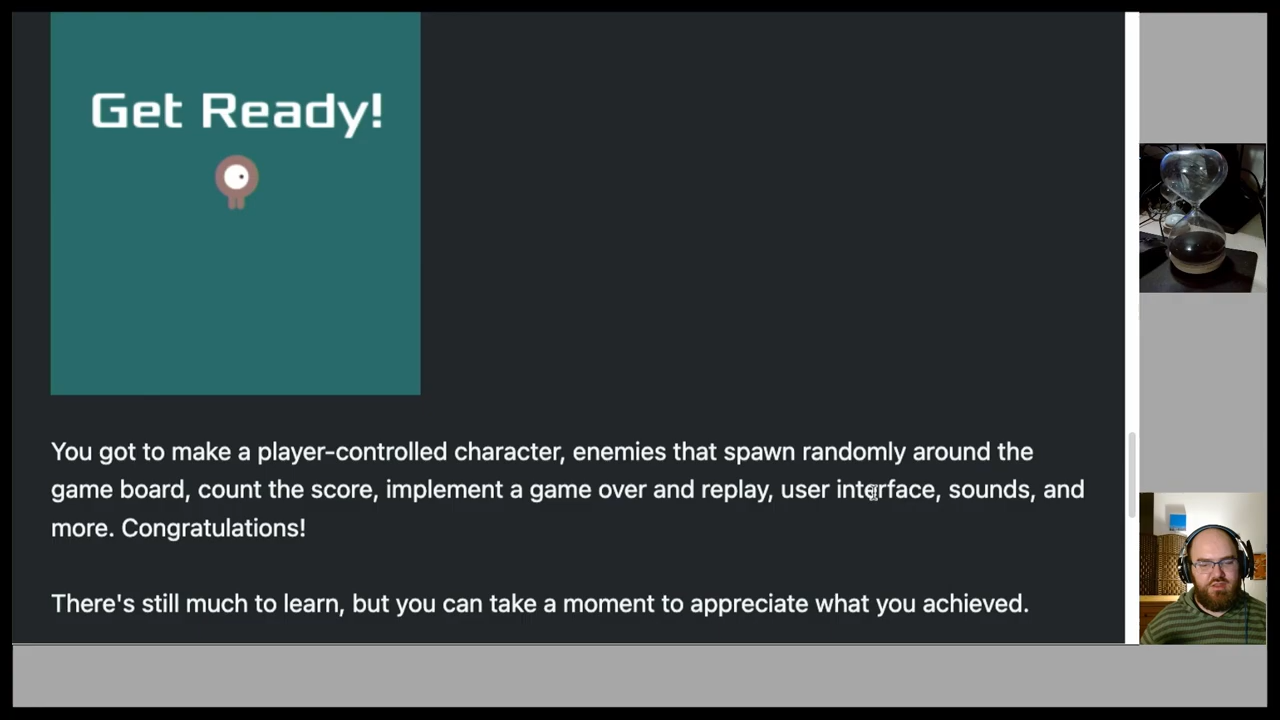 Get Ready!
You got to make a player-controlled character, enemies that spawn randomly around the
game board, count the score, implement a game over and replay, user interface, sounds, and
more. Congratulations!
There's still much to learn, but you can take a moment to appreciate what you achieved.